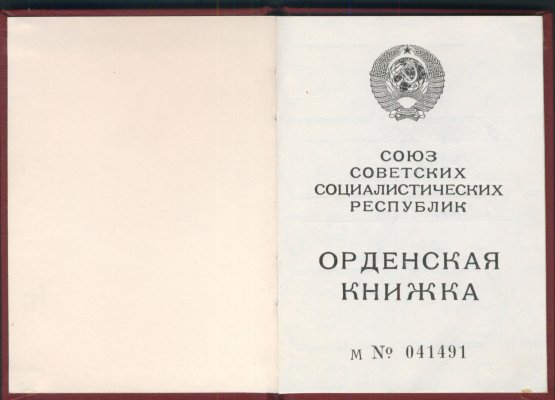 СОЮЗ
СОВЕТСКИХ
СОЦИАЛИСТИЧЕСКИХ
РЕСПУБЛИК
ОРДЕНСКАЯ
КНИЖКА
М № 041491